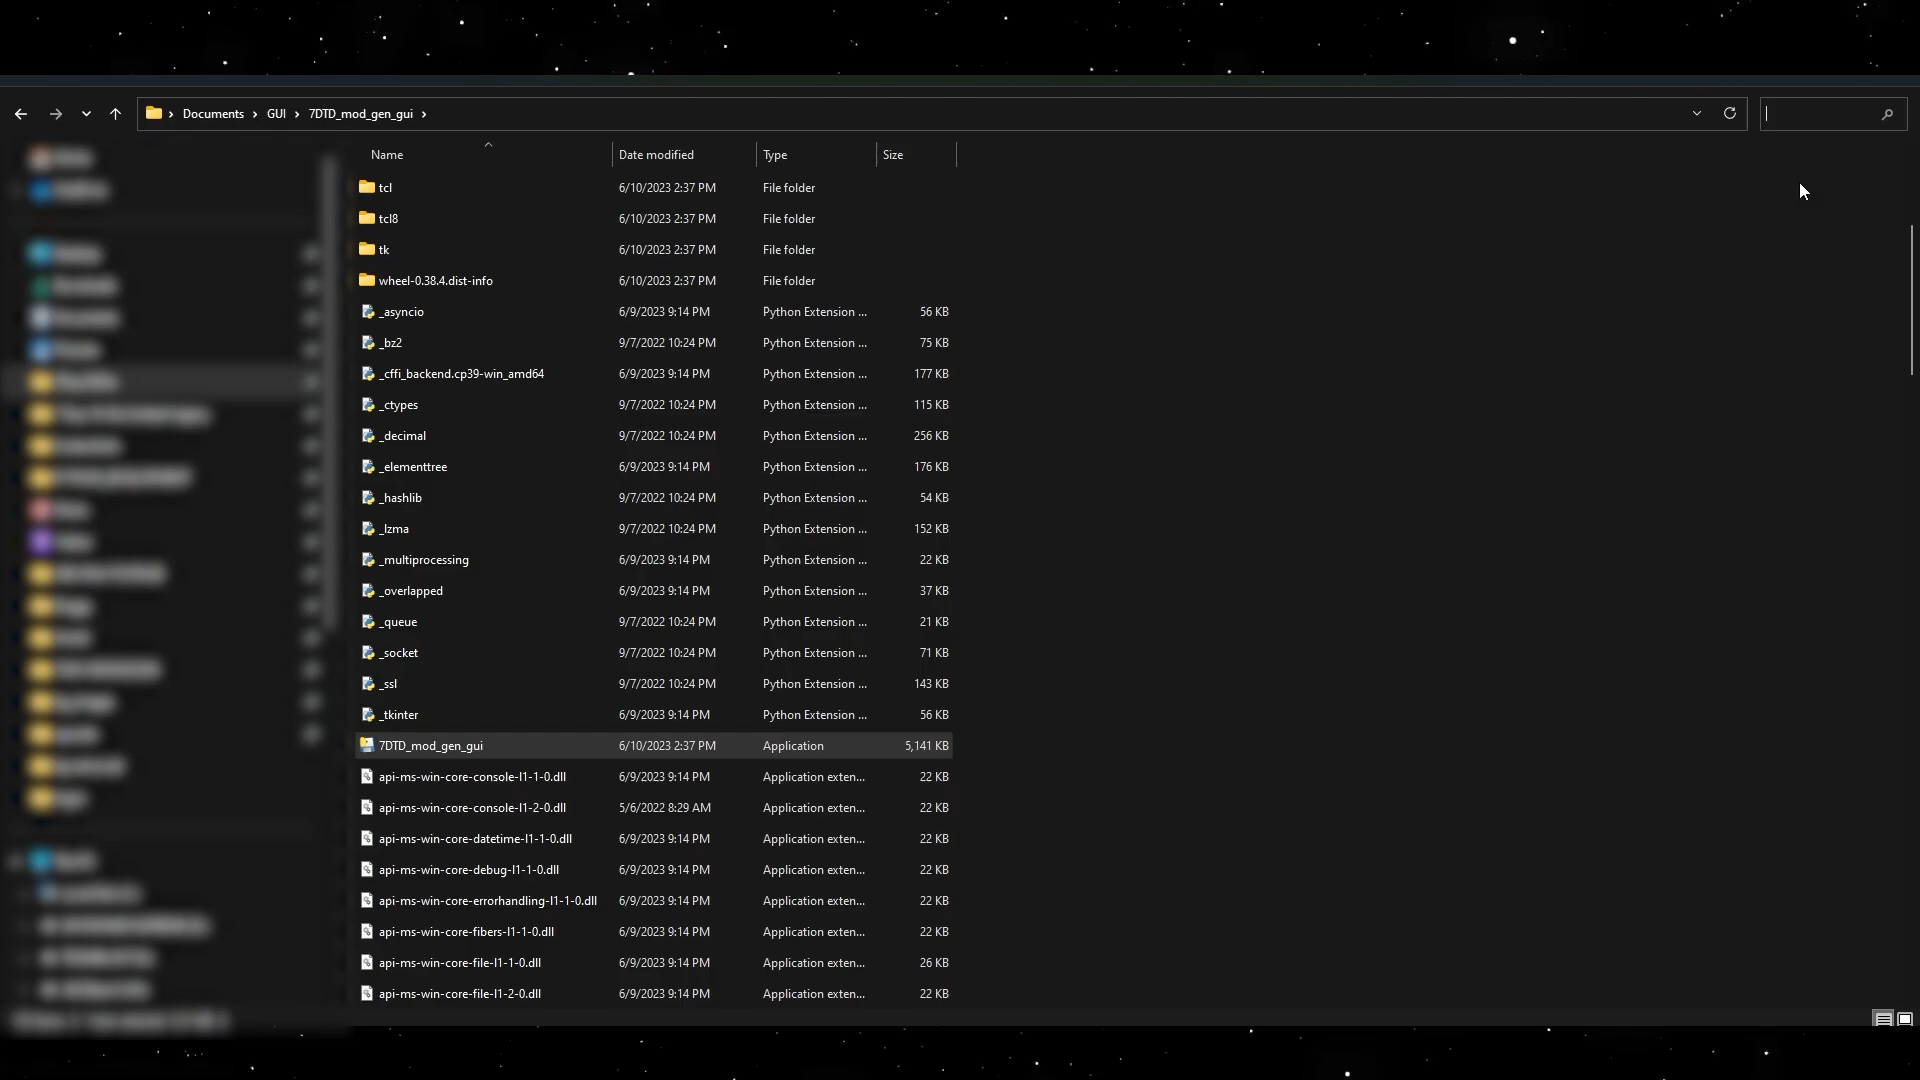 Documents GUI 7DTD_mod_gen_gui
Name Date modified Type Size
tcl 6/10/2023 2:37 PM File folder
tcl8 6/10/2023 2:37 PM File folder
tk 6/10/2023 2:37 PM File folder
wheel-0.38.4.dist-info 6/10/2023 2:37 PM File folder
_asyncio 6/9/2023 9:14 PM Python Extension ... 56 KB
_bz2 9/7/2022 10:24 PM Python Extension ... 75 KB
_cffi_backend.cp39-win_amd64 6/9/2023 9:14 PM Python Extension ... 177 KB
_ctypes 9/7/2022 10:24 PM Python Extension ... 115 KB
_decimal 9/7/2022 10:24 PM Python Extension ... 256 KB
_elementtree 6/9/2023 9:14 PM Python Extension ... 176 KB
_hashlib 9/7/2022 10:24 PM Python Extension ... 54 KB
_lzma 9/7/2022 10:24 PM Python Extension ... 152 KB
_multiprocessing 6/9/2023 9:14 PM Python Extension ... 22 KB
_overlapped 6/9/2023 9:14 PM Python Extension ... 37 KB
_queue 9/7/2022 10:24 PM Python Extension ... 21 KB
_socket 9/7/2022 10:24 PM Python Extension ... 71 KB
_ssl 9/7/2022 10:24 PM Python Extension ... 143 KB
_tkinter 6/9/2023 9:14 PM Python Extension ... 56 KB
7DTD_mod_gen_gui 6/10/2023 2:37 PM Application 5,141 KB
api-ms-win-core-console-l1-1-0.dll 6/9/2023 9:14 PM Application exten... 22 KB
api-ms-win-core-console-l1-2-0.dll 5/6/2022 8:29 AM Application exten... 22 KB
api-ms-win-core-datetime-l1-1-0.dll 6/9/2023 9:14 PM Application exten... 22 KB
api-ms-win-core-debug-l1-1-0.dll 6/9/2023 9:14 PM Application exten... 22 KB
api-ms-win-core-errorhandling-l1-1-0.dll 6/9/2023 9:14 PM Application exten... 22 KB
api-ms-win-core-fibers-l1-1-0.dll 6/9/2023 9:14 PM Application exten... 22 KB
api-ms-win-core-file-l1-1-0.dll 6/9/2023 9:14 PM Application exten... 26 KB
api-ms-win-core-file-l1-2-0.dll 6/9/2023 9:14 PM Application exten... 22 KB